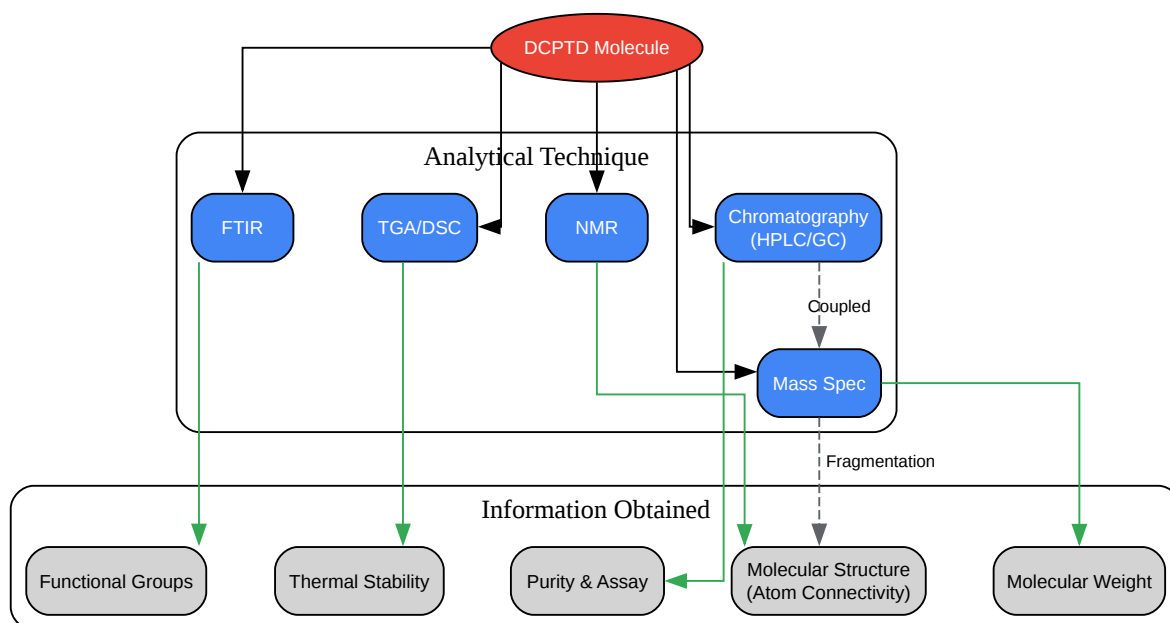 DCPTD Molecule
Analytical Technique
FTIR
TGA/DSC
NMR
Chromatography
(HPLC/GC)
Coupled
Mass Spec
Fragmentation
Information Obtained
Functional Groups
Thermal Stability
Purity & Assay
Molecular Structure
(Atom Connectivity)
Molecular Weight